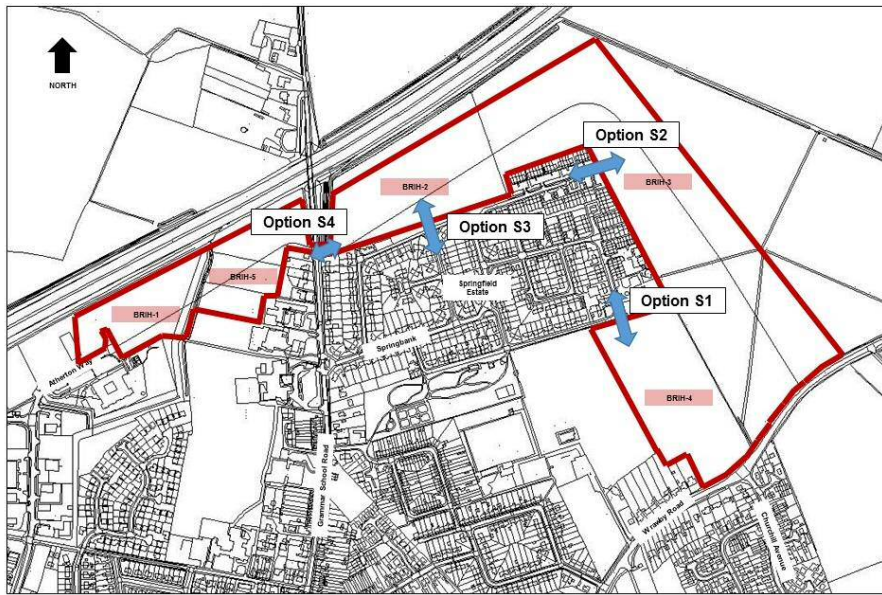 NORTH
Option S2
BRIH-2
BRIH-3
Option S4
Option S3
BRIH-5
Springfield
Estate
Option S1
BRIH-1
Springbank
Atherton Way
BRIH-4
Grammar School Road
Wrawby Road
Churchill Avenue